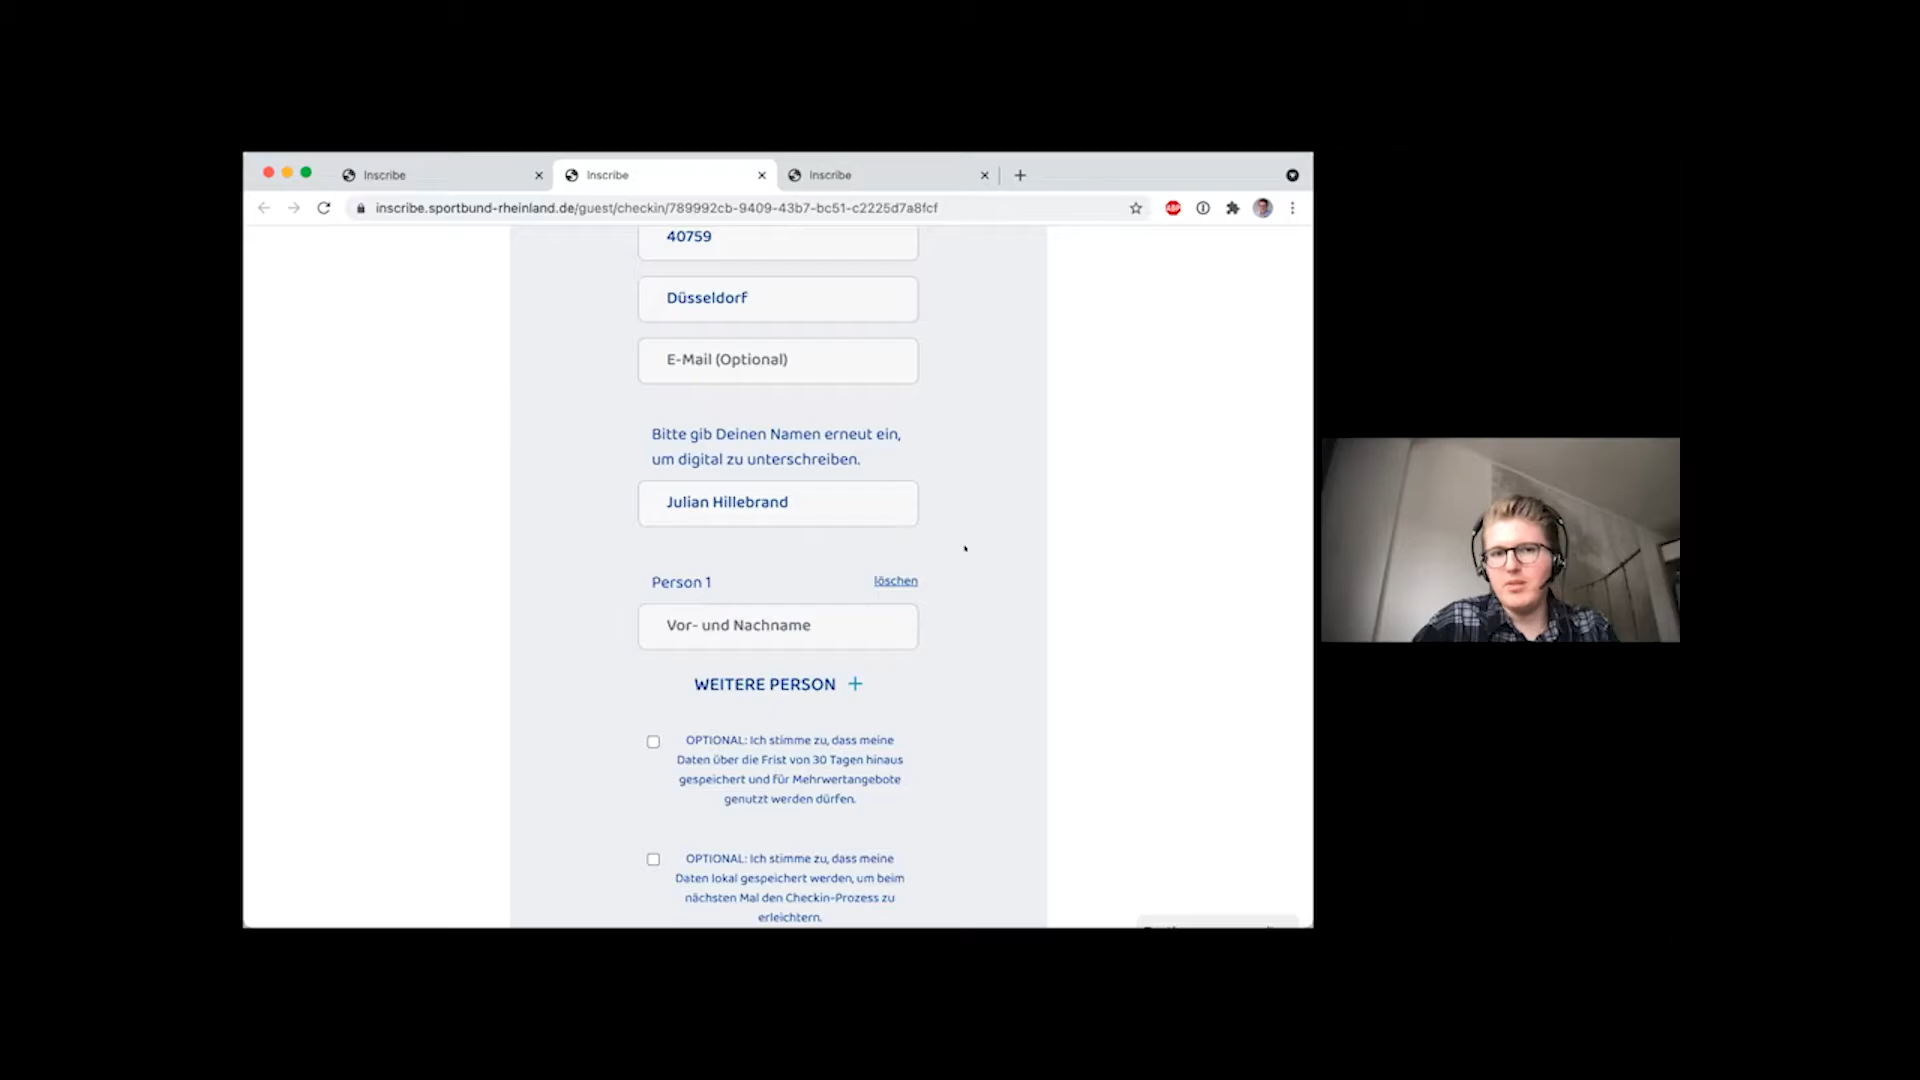 Inscribe
Inscribe
Inscribe
inscribe.sportbund-rheinland.de/guest/checkin/789992cb-9409-43b7-bc51-c2225d7a8fcf
ABP
40759
Düsseldorf
E-Mail (Optional)
Bitte gib Deinen Namen erneut ein,
um digital zu unterschreiben.
Julian Hillebrand
Person 1 löschen
Vor- und Nachname
WEITERE PERSON +
OPTIONAL: Ich stimme zu, dass meine
Daten über die Frist von 30 Tagen hinaus
gespeichert und für Mehrwertangebote
genutzt werden dürfen.
OPTIONAL: Ich stimme zu, dass meine
Daten lokal gespeichert werden, um beim
nächsten Mal den Checkin-Prozess zu
erleichtern.